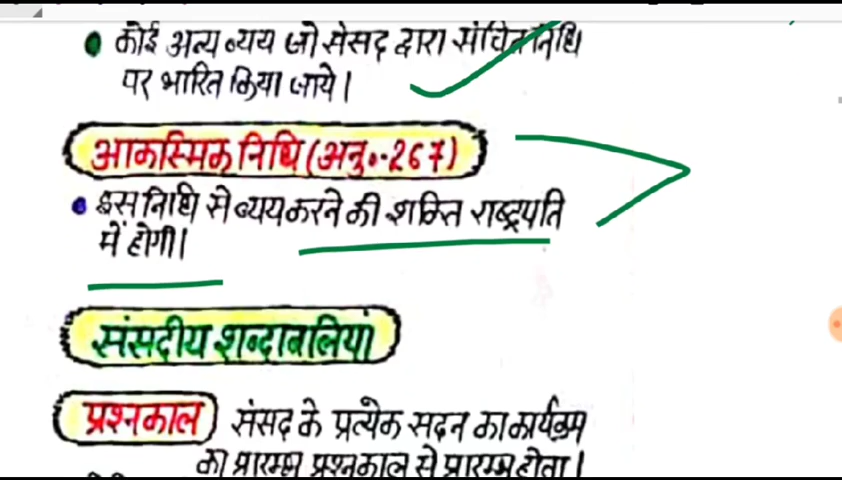 कोई अन्य व्यय जो संसद द्वारा संचित निधि
पर भारित किया जाये।
आकस्मिक निधि (अनु०-267)
इस निधि से व्यय करने की शक्ति राष्ट्रपति
में होगी।
संसदीय शब्दावलियां
प्रश्नकाल संसद के प्रत्येक सदन का कार्यक्रम
का प्रारम्भ प्रश्नकाल से प्रारम्भ होता।